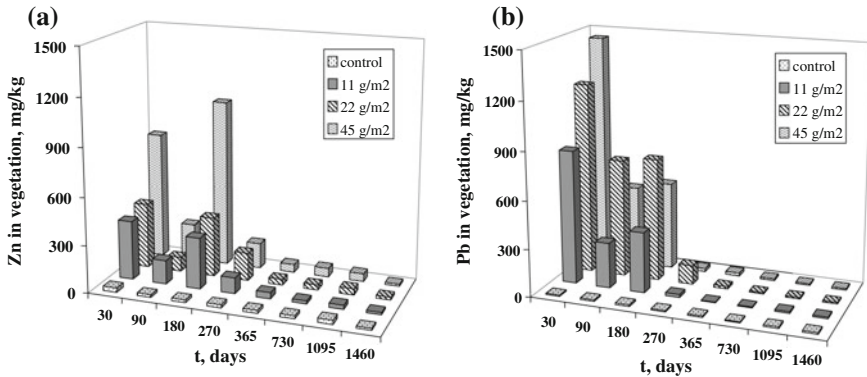 (a)
Zn in vegetation, mg/kg
1500
1200
900
600
300
0
30 90 180 270 365 730 1095 1460
t, days
control
11 g/m2
22 g/m2
45 g/m2
(b)
Pb in vegetation, mg/kg
1500
1200
900
600
300
0
30 90 180 270 365 730 1095 1460
t, days
control
11 g/m2
22 g/m2
45 g/m2